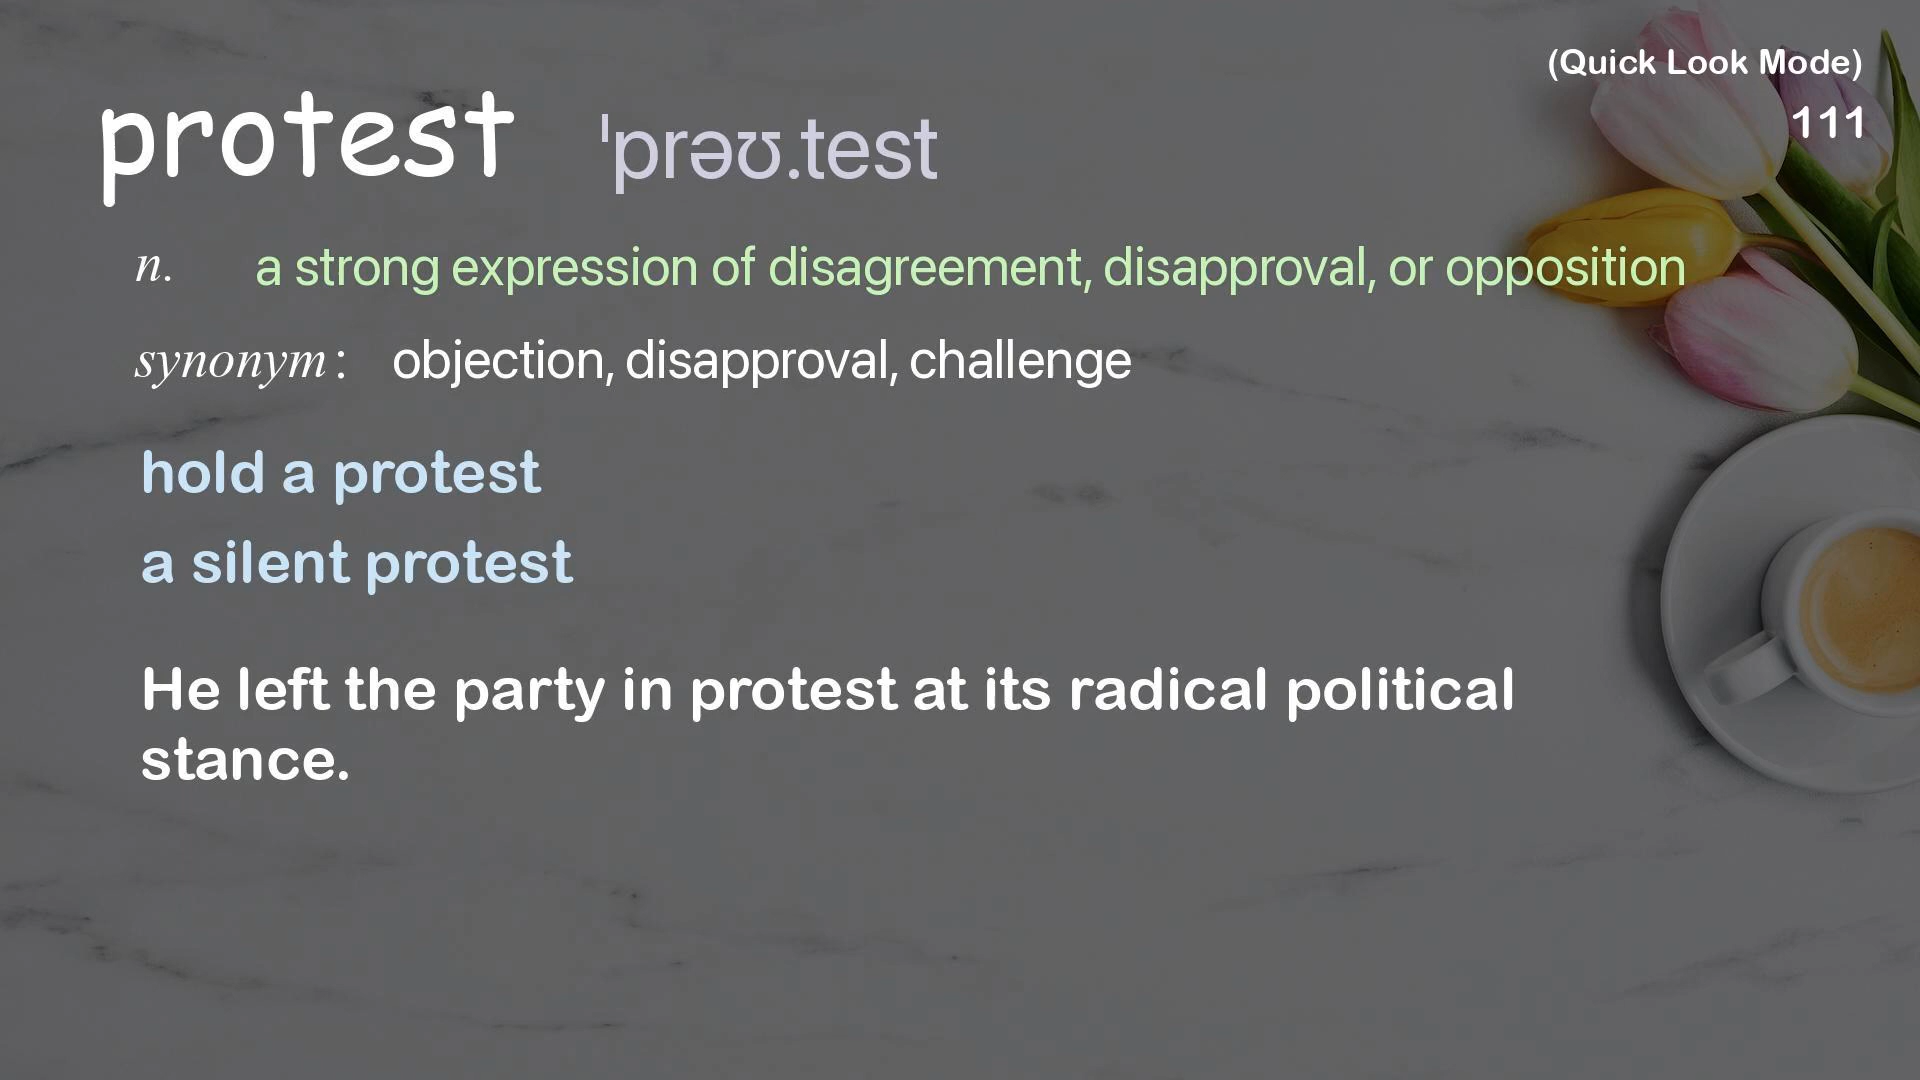 (Quick Look Mode)
111
protest ˈprəʊ.test
n. a strong expression of disagreement, disapproval, or opposition
synonym : objection, disapproval, challenge
hold a protest
a silent protest
He left the party in protest at its radical political
stance.